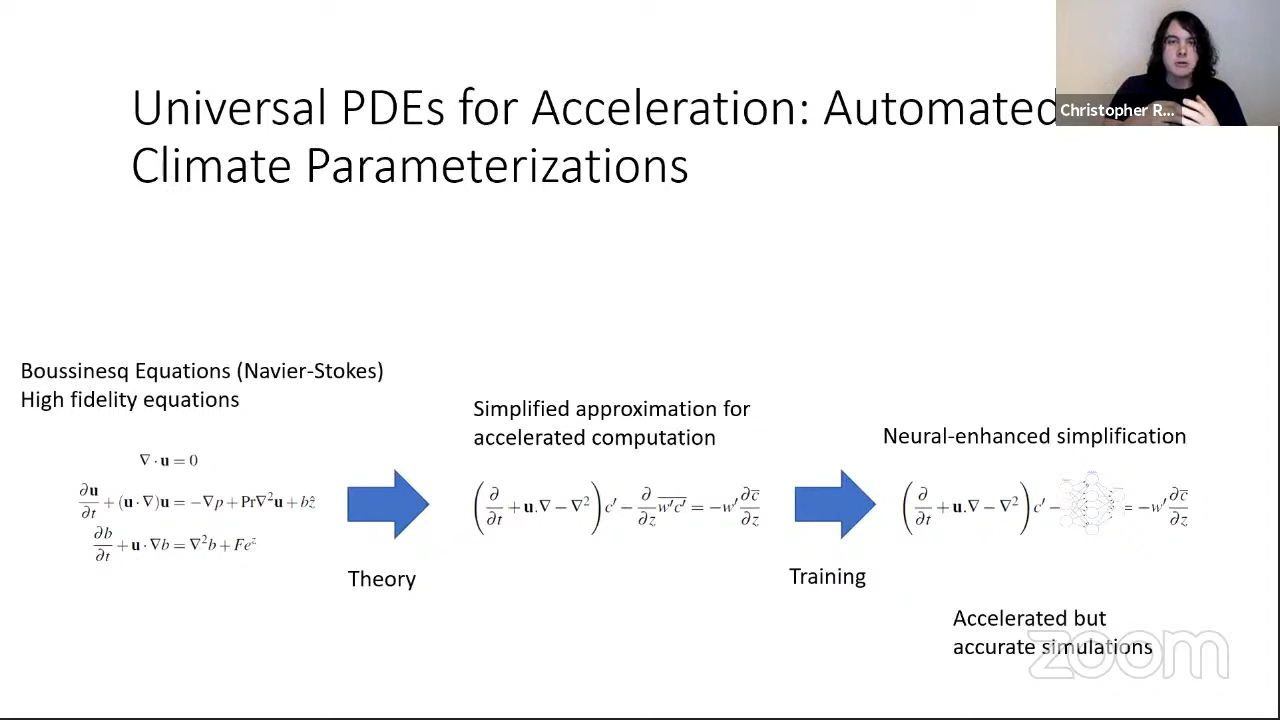 Universal PDEs for Acceleration: Automated
Climate Parameterizations
Christopher R...
Boussinesq Equations (Navier-Stokes)
High fidelity equations
∇ · u = 0
∂u/∂t + (u · ∇)u = −∇p + Pr∇²u + bẑ
∂b/∂t + u · ∇b = ∇²b + Fe^z
Theory
Simplified approximation for
accelerated computation
(∂/∂t + u.∇ − ∇²) c′ − ∂/∂z w′c′‾ = −w′ ∂c̅/∂z
Training
Neural-enhanced simplification
(∂/∂t + u.∇ − ∇²) c′ − = −w′ ∂c̅/∂z
Accelerated but
accurate simulations
zoom